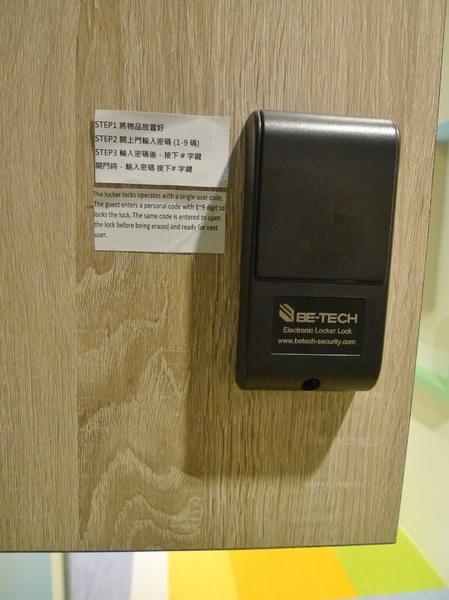 STEP1 將物品放置好
STEP2 關上門輸入密碼 (1-9 碼)
STEP3 輸入密碼後，按下 # 字鍵
開門時，輸入密碼 按下# 字鍵
The locker locks operates with a single user code.
The guest enters a personal code with 1~9 digit to
locks the lock. The same code is entered to open
the lock before being erased and ready for next
user.
BE-TECH
Electronic Locker Lock
www.betech-security.com